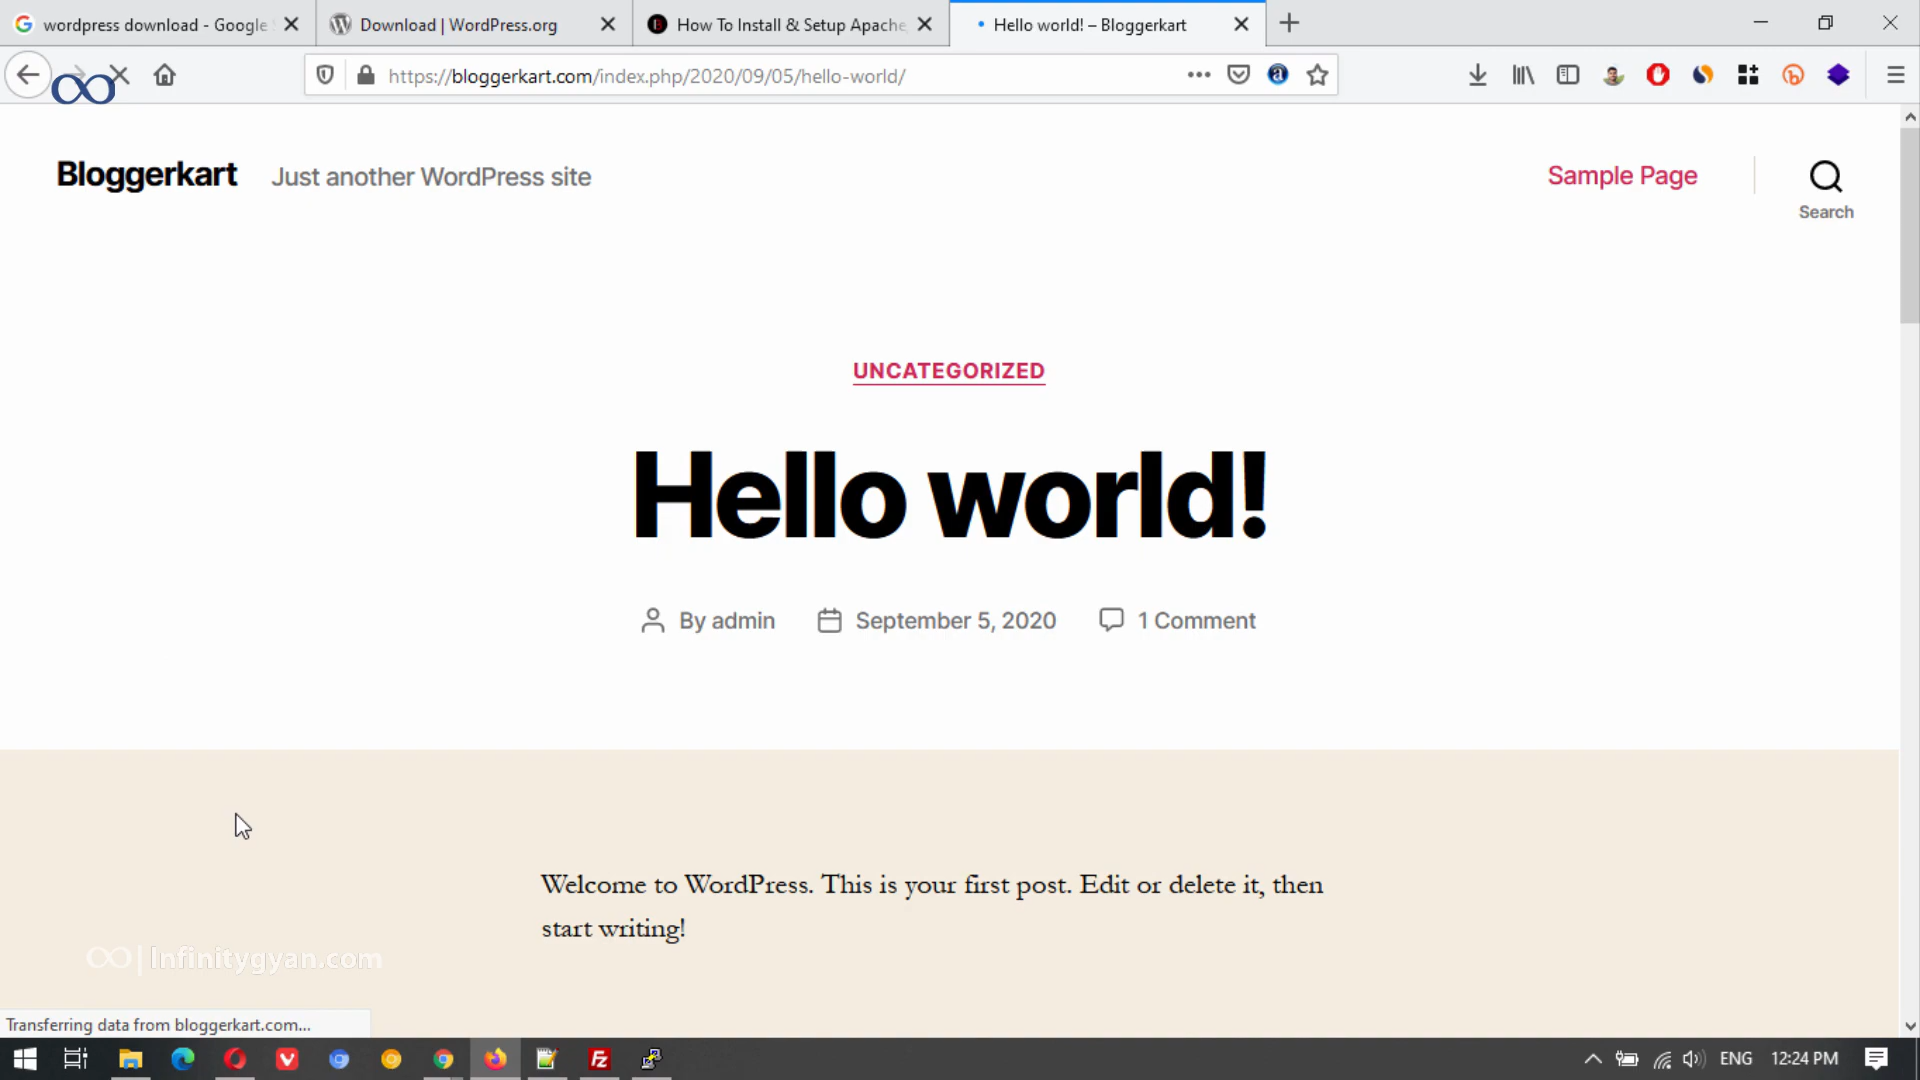 wordpress download - Google
Download | WordPress.org
How To Install & Setup Apache
Hello world! – Bloggerkart
https://bloggerkart.com/index.php/2020/09/05/hello-world/
Bloggerkart
Just another WordPress site
Sample Page
Search
UNCATEGORIZED
Hello world!
By admin
September 5, 2020
1 Comment
Welcome to WordPress. This is your first post. Edit or delete it, then
start writing!
Infinitygyan.com
Transferring data from bloggerkart.com...
ENG
12:24 PM